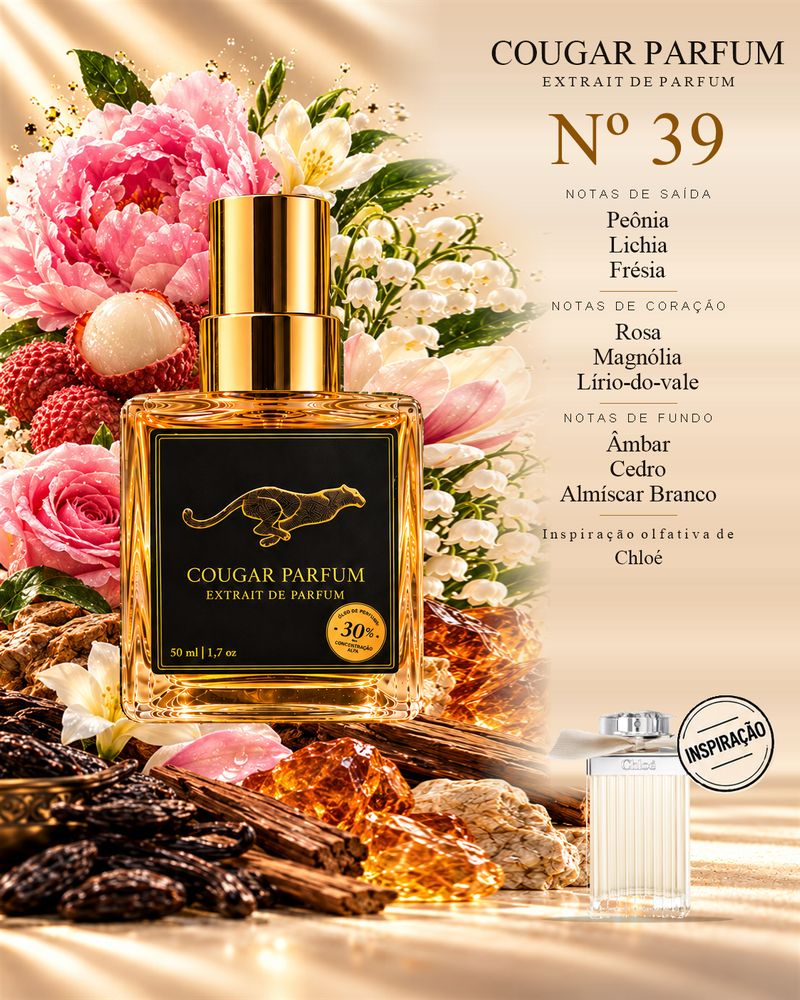 COUGAR PARFUM
EXTRAIT DE PARFUM
Nº 39
NOTAS DE SAÍDA
Peônia
Lichia
Frésia
NOTAS DE CORAÇÃO
Rosa
Magnólia
Lírio-do-vale
NOTAS DE FUNDO
Âmbar
Cedro
Almíscar Branco
Inspiração olfativa de
Chloé
COUGAR PARFUM
EXTRAIT DE PARFUM
50 ml | 1,7 oz
ÓLEO DE PERFUME
30%
CONCENTRAÇÃO
ALTA
Chloé
INSPIRAÇÃO